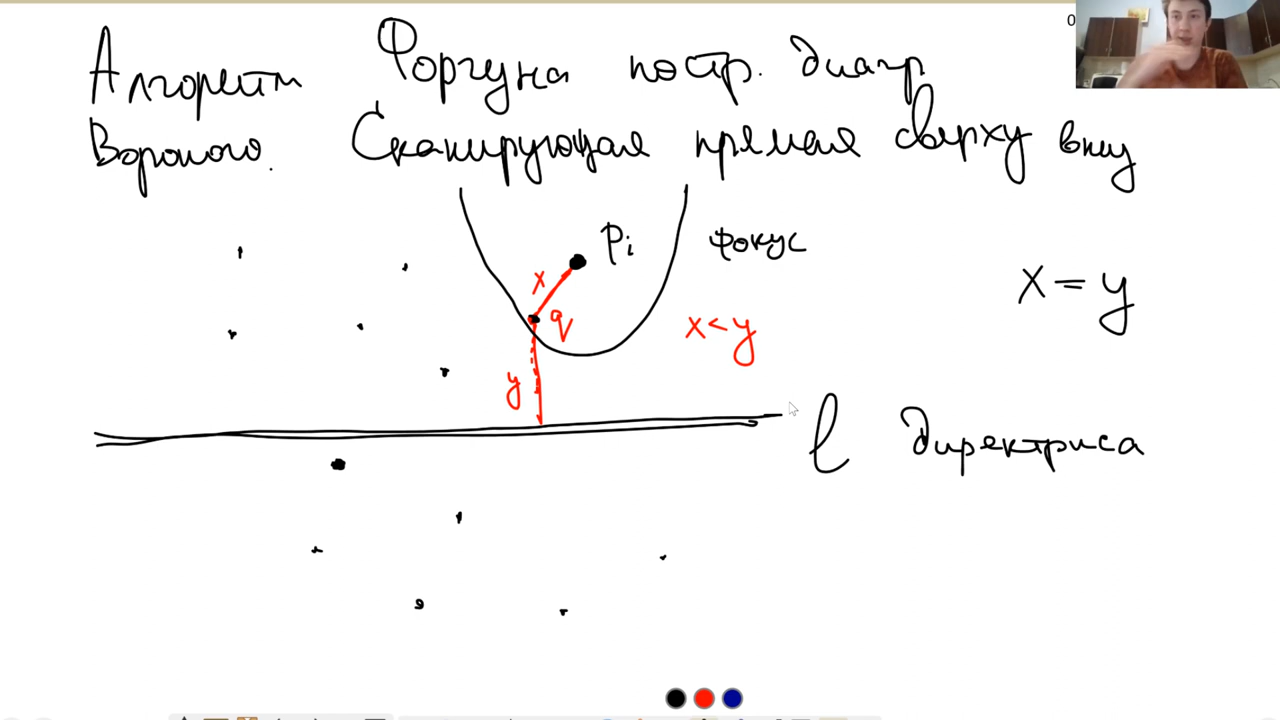 Алгоритм Форчуна постр. диагр
Вороного. Сканирующая прямая сверху вниз
Pi фокус
x
q
x<y
x=y
y
l директриса